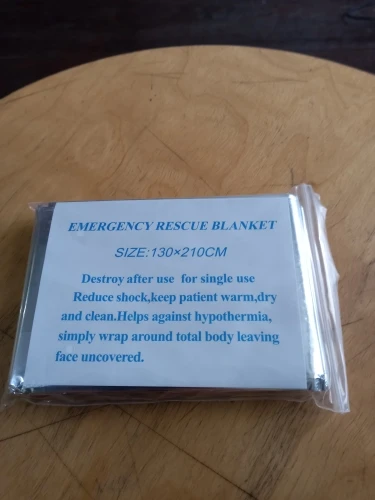 EMERGENCY RESCUE BLANKET
SIZE:130×210CM
Destroy after use for single use
Reduce shock,keep patient warm,dry
and clean.Helps against hypothermia,
simply wrap around total body leaving
face uncovered.